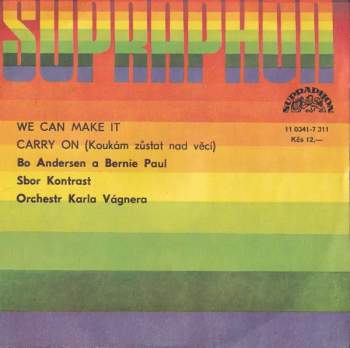 SUPRAPHON
SUPRAPHON
11 0341-7 311
Kčs 12,—
WE CAN MAKE IT
CARRY ON (Koukám zůstat nad věcí)
Bo Andersen a Bernie Paul
Sbor Kontrast
Orchestr Karla Vágnera